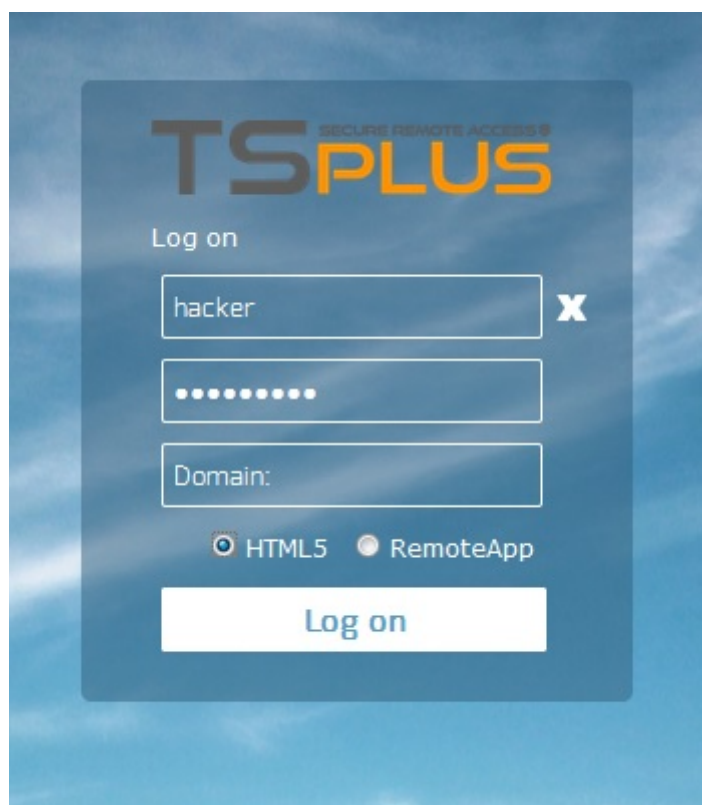 TSPLUS
SECURE REMOTE ACCESS
Log on
hacker
X
•••••••••
Domain:
HTML5 RemoteApp
Log on